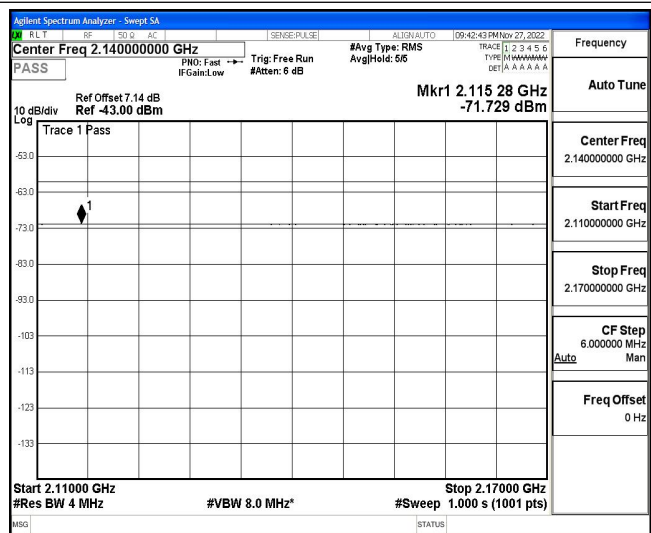 Agilent Spectrum Analyzer - Swept SA
LXI RLT RF 50 Ω AC SENSE:PULSE ALIGN AUTO 09:42:43 PM Nov 27, 2022
Center Freq 2.140000000 GHz #Avg Type: RMS TRACE 1 2 3 4 5 6 Frequency
PASS PNO: Fast Trig: Free Run Avg|Hold: 5/5 TYPE M WWWWW
IFGain:Low #Atten: 6 dB DET A A A A A A
Auto Tune
Ref Offset 7.14 dB Mkr1 2.115 28 GHz
10 dB/div Ref -43.00 dBm -71.729 dBm
Log
Trace 1 Pass
Center Freq
2.140000000 GHz
-53.0
-63.0
1
Start Freq
2.110000000 GHz
-73.0
-83.0
Stop Freq
2.170000000 GHz
-93.0
-103
CF Step
6.000000 MHz
Auto Man
-113
-123
Freq Offset
0 Hz
-133
Start 2.11000 GHz Stop 2.17000 GHz
#Res BW 4 MHz #VBW 8.0 MHz* #Sweep 1.000 s (1001 pts)
MSG STATUS